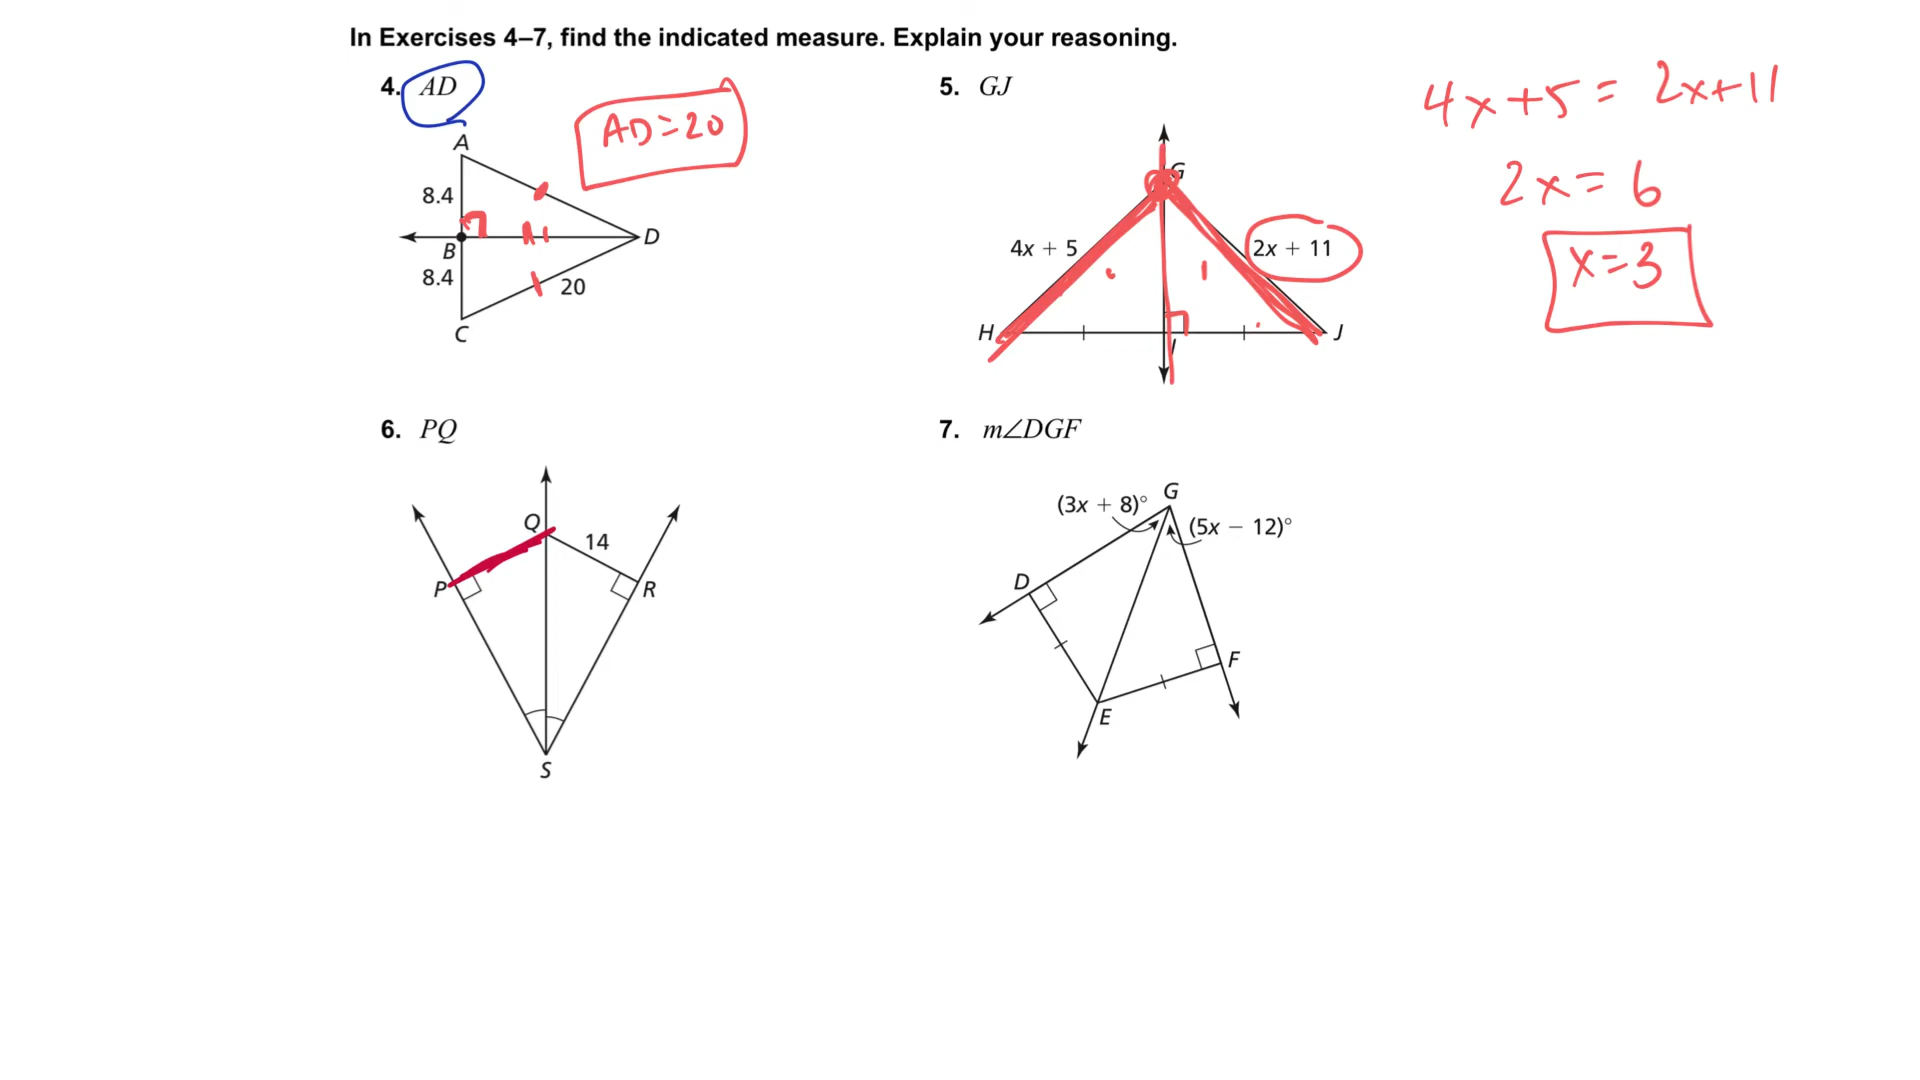 In Exercises 4–7, find the indicated measure. Explain your reasoning.
4. AD
AD=20
A
8.4
B
D
8.4
20
C
5. GJ
G
4x + 5
2x + 11
H
J
4x+5= 2x+11
2x= 6
x=3
6. PQ
Q
14
P
R
S
7. m∠DGF
(3x + 8)°
G
(5x − 12)°
D
F
E